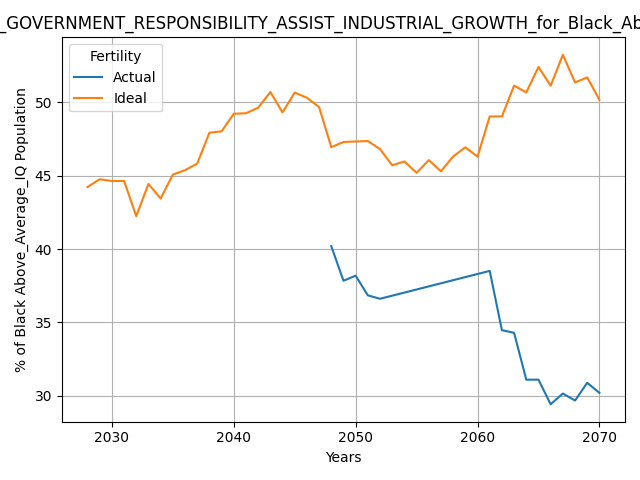 _GOVERNMENT_RESPONSIBILITY_ASSIST_INDUSTRIAL_GROWTH_for_Black_Ab
Fertility
Actual
Ideal
% of Black Above_Average_IQ Population
50
45
40
35
30
2030
2040
2050
2060
2070
Years